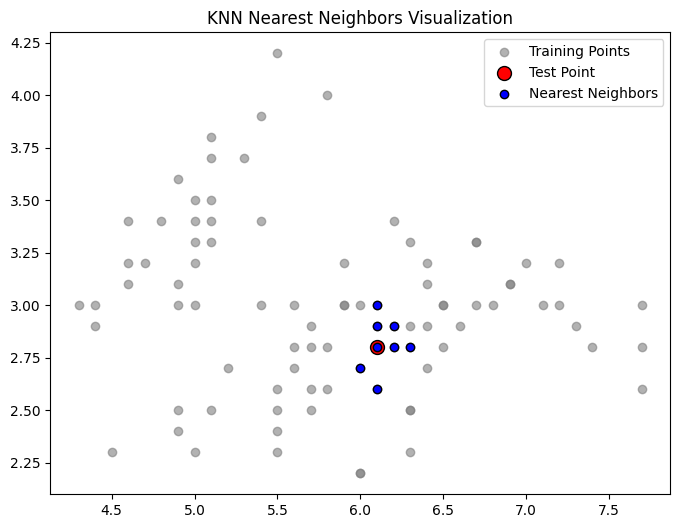 KNN Nearest Neighbors Visualization
Training Points
Test Point
Nearest Neighbors
4.25
4.00
3.75
3.50
3.25
3.00
2.75
2.50
2.25
4.5 5.0 5.5 6.0 6.5 7.0 7.5